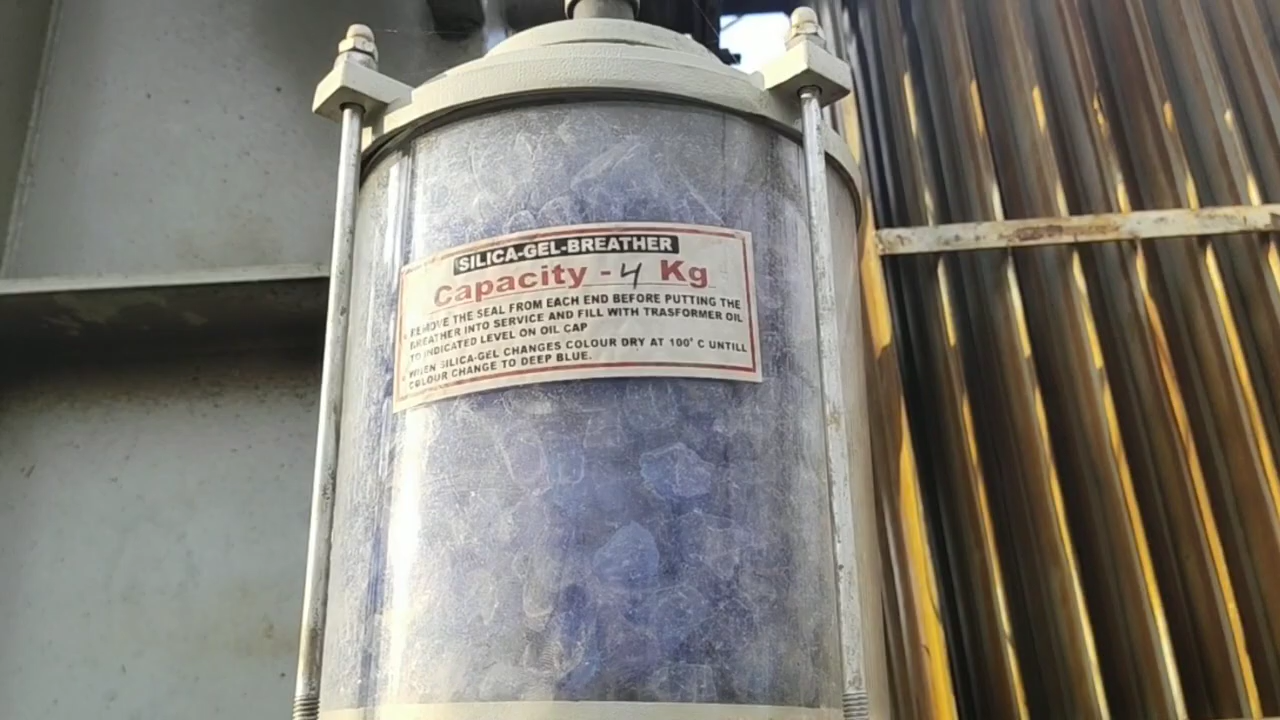 SILICA-GEL-BREATHER
Capacity - 4 Kg
REMOVE THE SEAL FROM EACH END BEFORE PUTTING THE
BREATHER INTO SERVICE AND FILL WITH TRASFORMER OIL
TO INDICATED LEVEL ON OIL CAP
WHEN SILICA-GEL CHANGES COLOUR DRY AT 100° C UNTILL
COLOUR CHANGE TO DEEP BLUE.